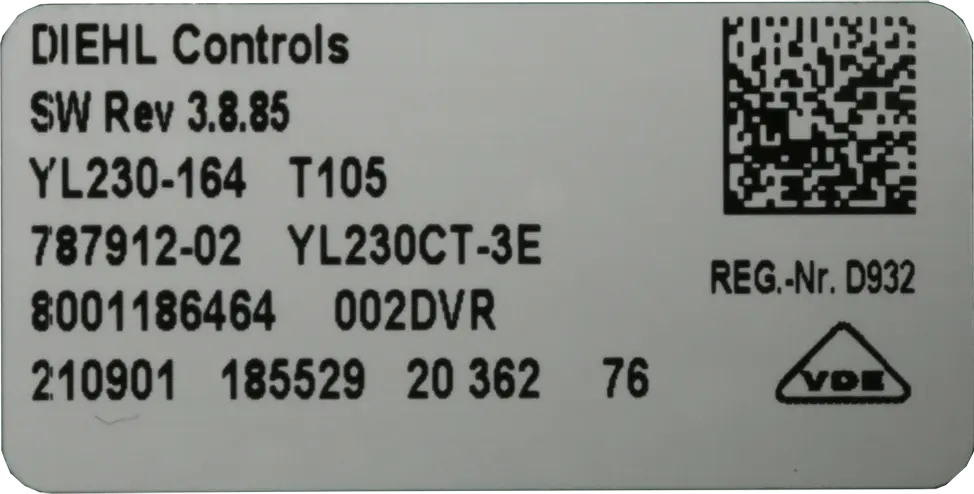 DIEHL Controls
SW Rev 3.8.85
YL230-164 T105
787912-02 YL230CT-3E
8001186464 002DVR
210901 185529 20 362 76
REG.-Nr. D932
VDE